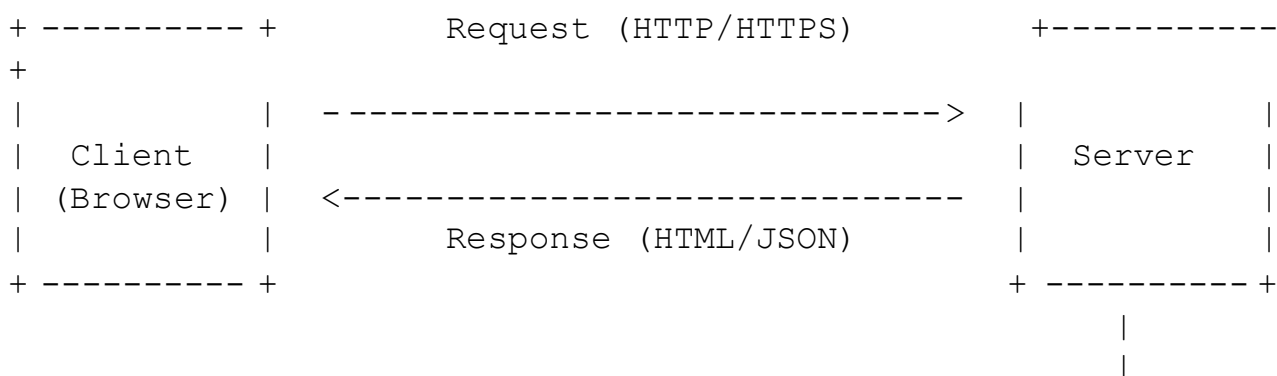 + ---------- +          Request (HTTP/HTTPS)          +-----------
+
|            |  - ----------------------------->  |            |
|   Client   |                                    |   Server   |
|  (Browser) |  <------------------------------   |            |
|            |        Response (HTML/JSON)        |            |
+ ---------- +                                    + ---------- +
|
|